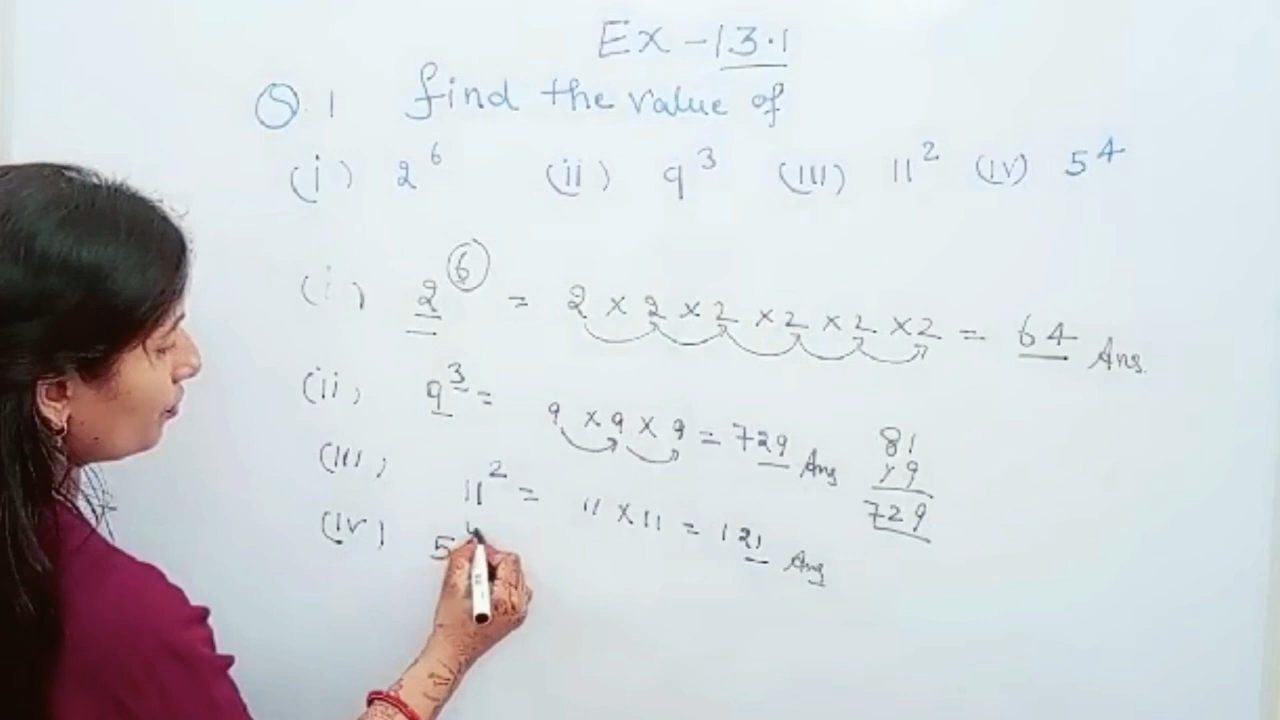 Ex - 13.1
Q.1 find the value of
(i) 2^6 (ii) 9^3 (III) 11^2 (IV) 5^4
(i) 2^6 = 2 × 2 × 2 × 2 × 2 × 2 = 64 Ans
(ii) 9^3 = 9 × 9 × 9 = 729 Ans
81
× 9
729
(III) 11^2 = 11 × 11 = 121 Ans
(IV) 5